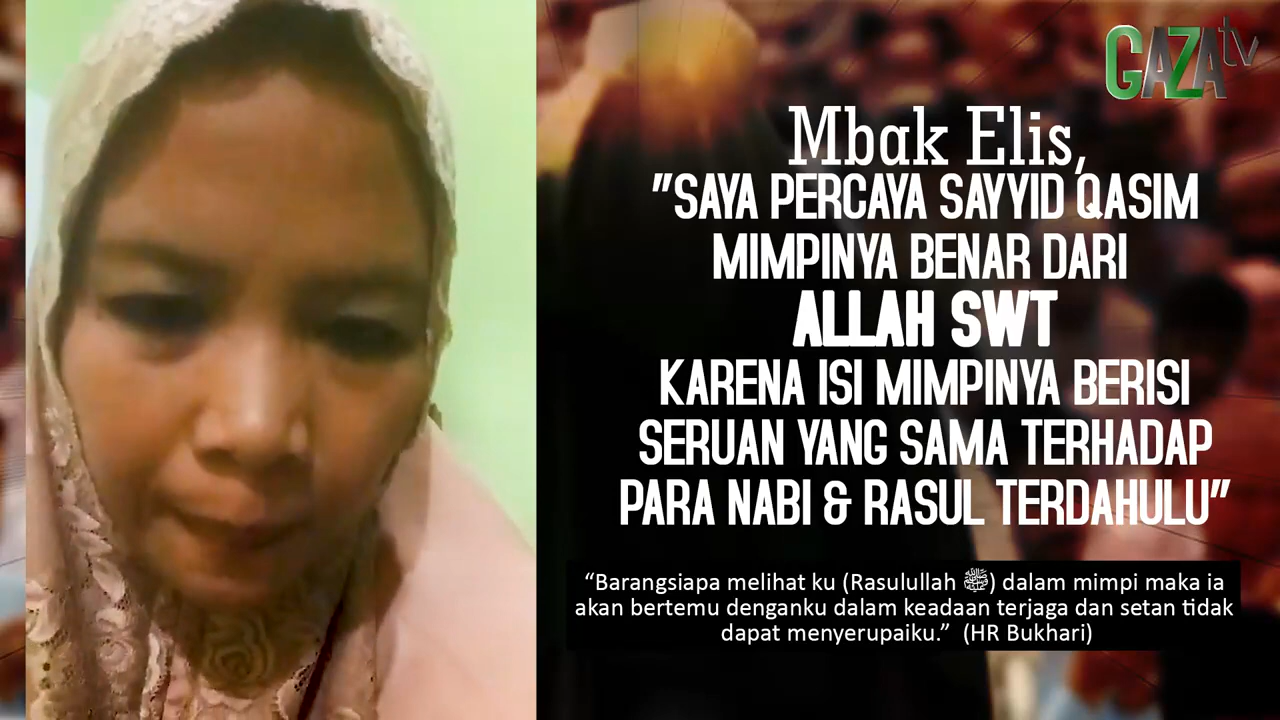 GAZAtv
Mbak Elis,
"SAYA PERCAYA SAYYID QASIM
MIMPINYA BENAR DARI
ALLAH SWT
KARENA ISI MIMPINYA BERISI
SERUAN YANG SAMA TERHADAP
PARA NABI & RASUL TERDAHULU"
“Barangsiapa melihat ku (Rasulullah ﷺ) dalam mimpi maka ia
akan bertemu denganku dalam keadaan terjaga dan setan tidak
dapat menyerupaiku.” (HR Bukhari)